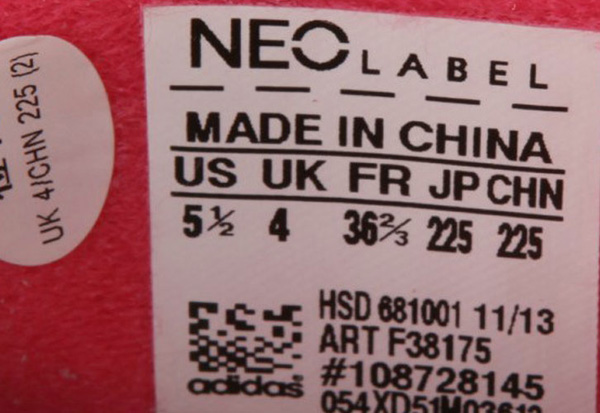 NEO LABEL
MADE IN CHINA
US UK FR JP CHN
5½ 4 36⅔ 225 225
HSD 681001 11/13
ART F38175
#108728145
adidas
UK 4/CHN 225 (2)